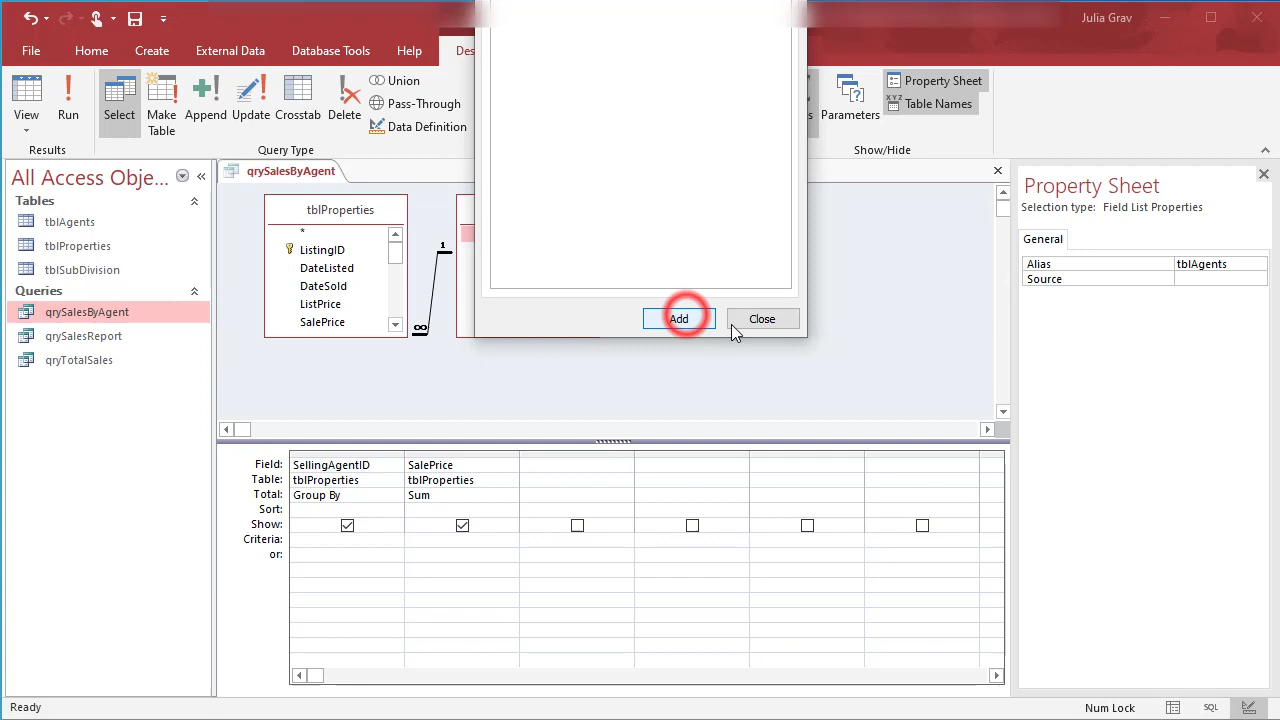 Julia Grav
File Home Create External Data Database Tools Help Des
View Run Select Make Table Append Update Crosstab Delete Union Pass-Through Data Definition Parameters Property Sheet Table Names
Results Query Type Show/Hide
All Access Obje...
Tables
tblAgents
tblProperties
tblSubDivision
Queries
qrySalesByAgent
qrySalesReport
qryTotalSales
qrySalesByAgent
tblProperties
*
ListingID
DateListed
DateSold
ListPrice
SalePrice
1
∞
Add Close
Field: SellingAgentID SalePrice
Table: tblProperties tblProperties
Total: Group By Sum
Sort:
Show:
Criteria:
or:
Property Sheet
Selection type: Field List Properties
General
Alias tblAgents
Source
Ready Num Lock SQL